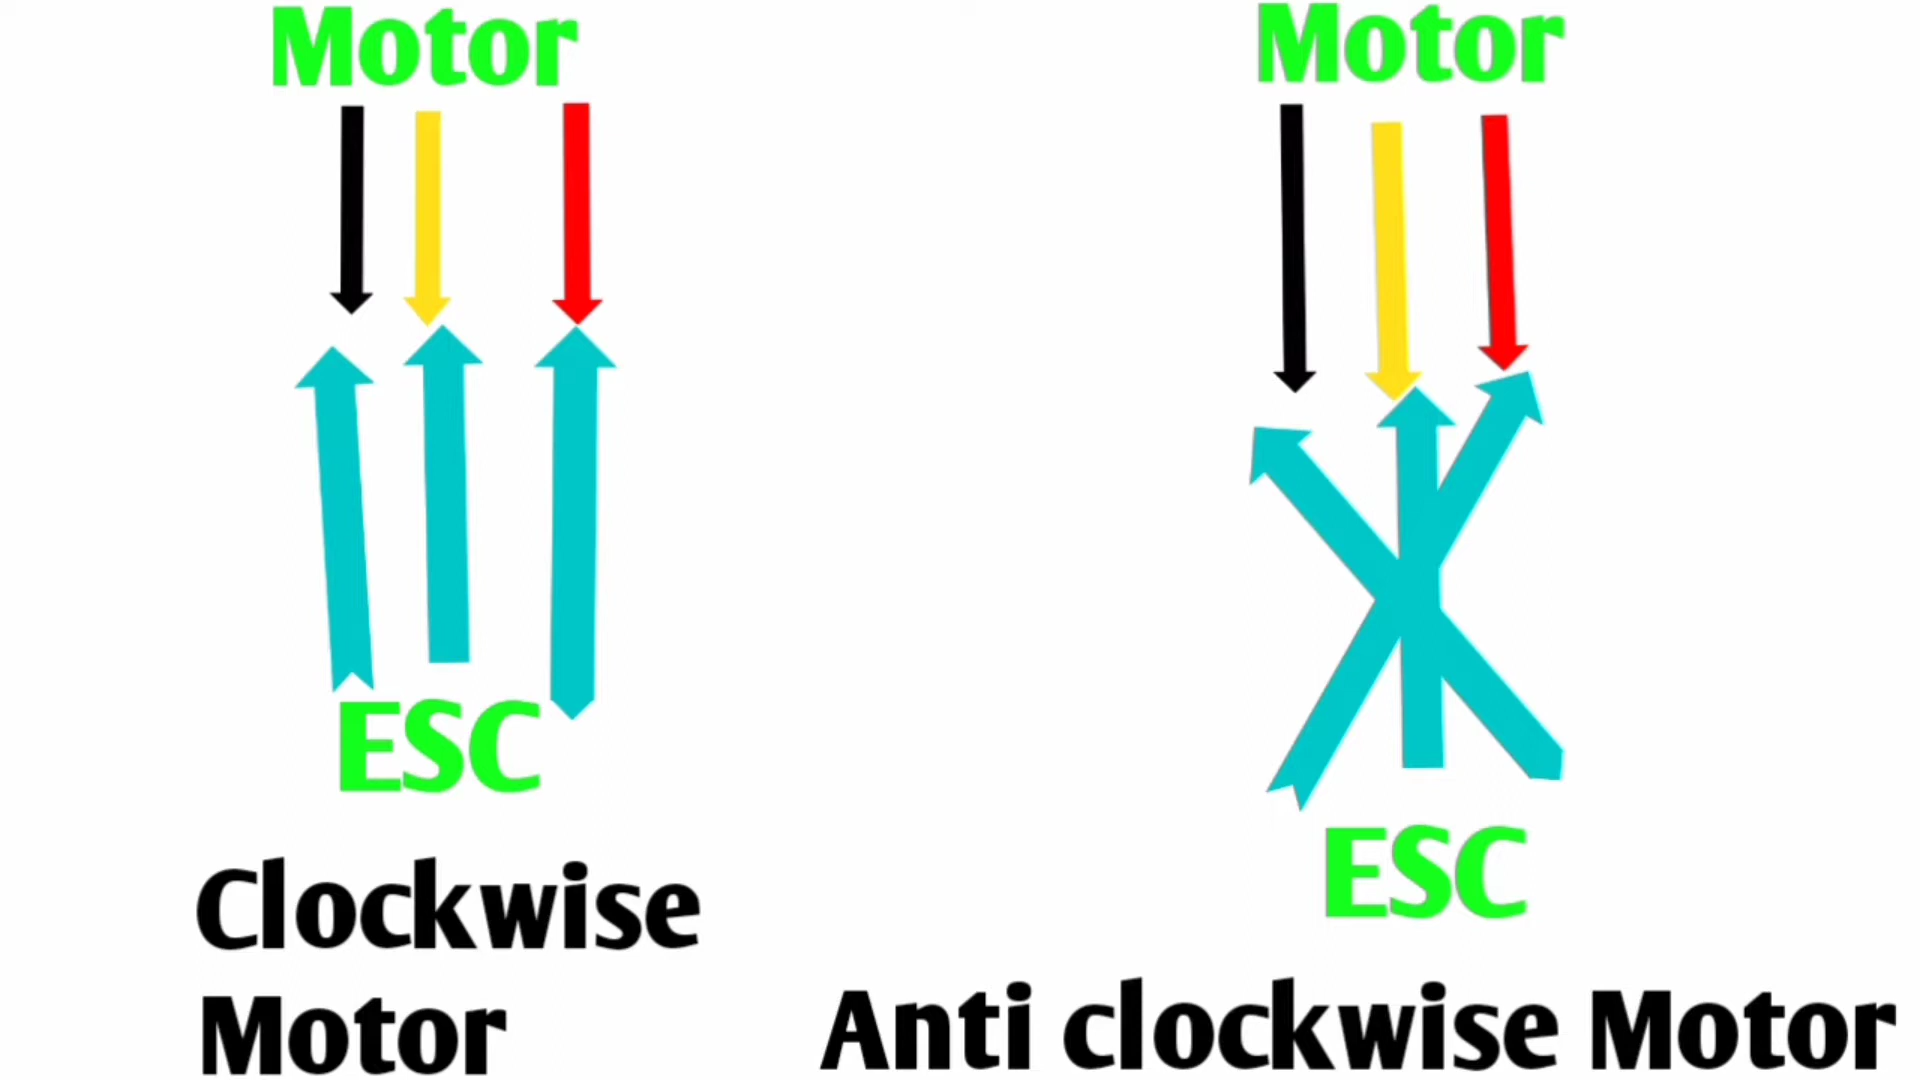 Motor
ESC
Clockwise
Motor
Motor
ESC
Anti clockwise Motor